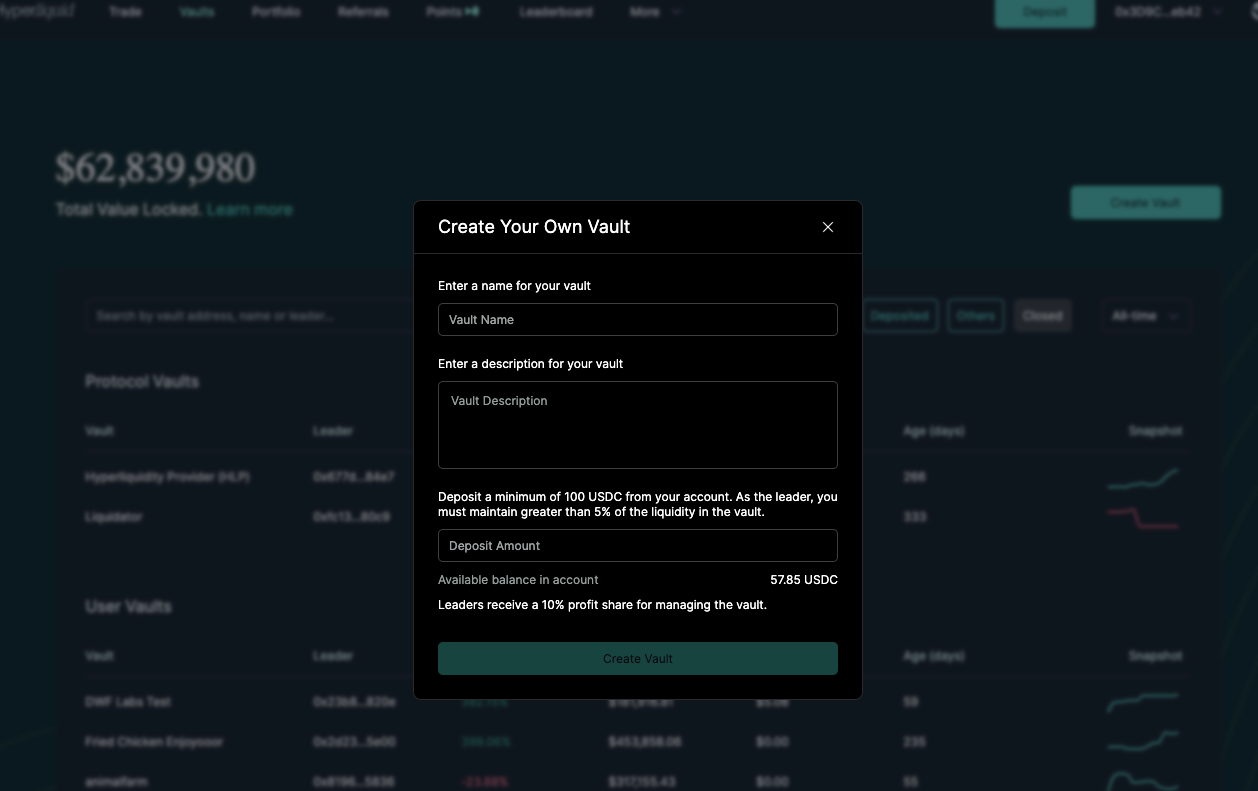 Hyperliquid Trade Vaults Portfolio Referrals Points Leaderboard More Deposit 0x3D9C...eb42
$62,839,980
Total Value Locked. Learn more
Create Vault
Create Your Own Vault
Enter a name for your vault
Vault Name
Enter a description for your vault
Vault Description
Deposit a minimum of 100 USDC from your account. As the leader, you
must maintain greater than 5% of the liquidity in the vault.
Deposit Amount
Available balance in account 57.85 USDC
Leaders receive a 10% profit share for managing the vault.
Create Vault
Search by vault address, name or leader... Deposited Others Closed All-time
Protocol Vaults
Vault Leader Age (days) Snapshot
Hyperliquidity Provider (HLP) 0x677d...84e7 266
Liquidator 0xfc13...80c9 333
User Vaults
Vault Leader Age (days) Snapshot
DWF Labs Test 0x23b8...820e $5.08 59
Fried Chicken Enjoyooor 0x2d23...5e00 $453,858.06 $0.00 235
animalfarm 0x8196...5836 -23.68% $317,155.43 $0.00 55